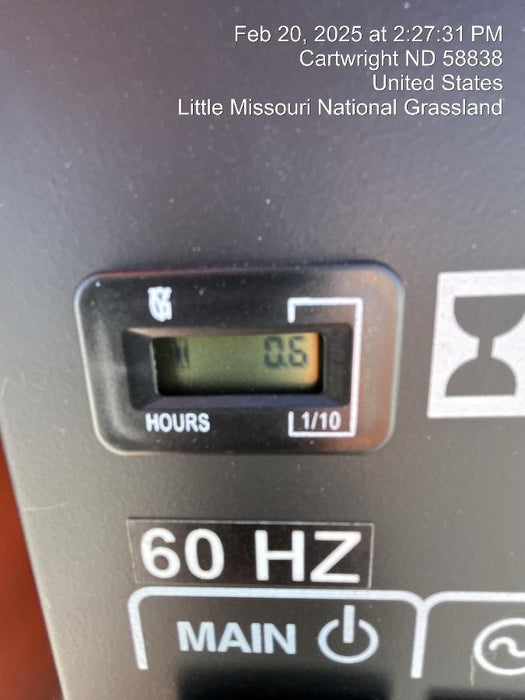 Feb 20, 2025 at 2:27:31 PM
Cartwright ND 58838
United States
Little Missouri National Grassland
0.6
HOURS
1/10
60 HZ
MAIN